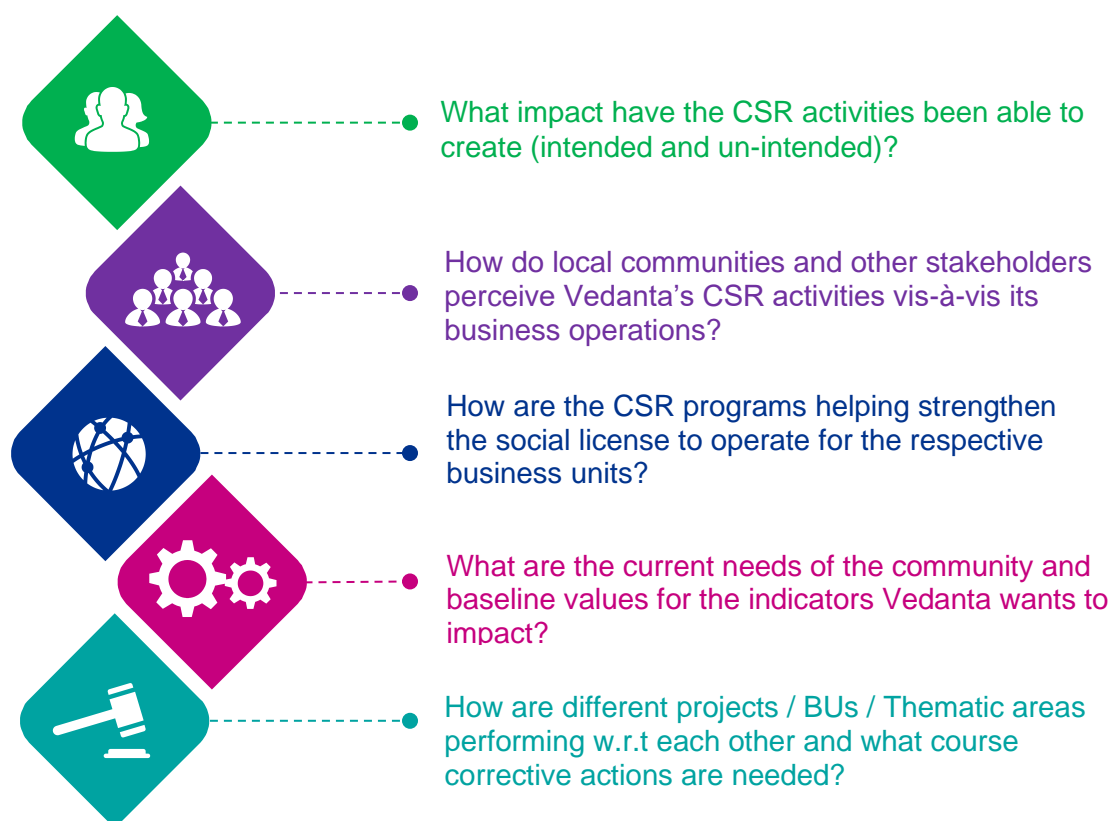 What impact have the CSR activities been able to
create (intended and un-intended)?
How do local communities and other stakeholders
perceive Vedanta's CSR activities vis-à-vis its
business operations?
How are the CSR programs helping strengthen
the social license to operate for the respective
business units?
What are the current needs of the community and
baseline values for the indicators Vedanta wants to
impact?
How are different projects / BUs / Thematic areas
performing w.r.t each other and what course
corrective actions are needed?